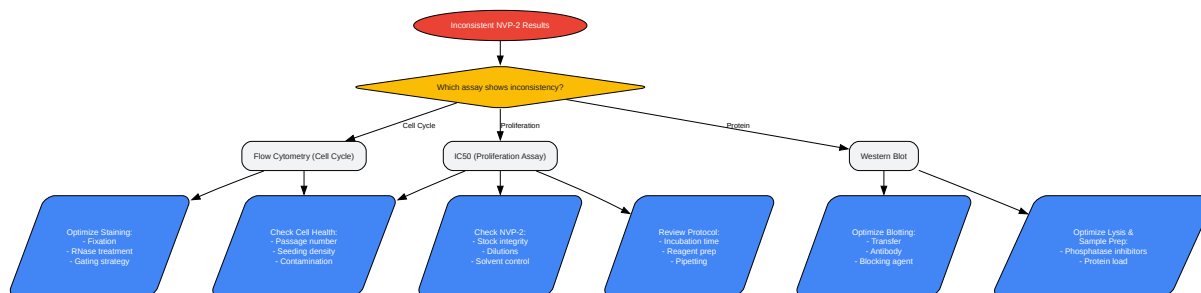 Inconsistent NVP-2 Results
Which assay shows inconsistency?
Cell Cycle
Proliferation
Protein
Flow Cytometry (Cell Cycle)
IC50 (Proliferation Assay)
Western Blot
Optimize Staining:
- Fixation
- RNase treatment
- Gating strategy
Check Cell Health:
- Passage number
- Seeding density
- Contamination
Check NVP-2:
- Stock integrity
- Dilutions
- Solvent control
Review Protocol:
- Incubation time
- Reagent prep
- Pipetting
Optimize Blotting:
- Transfer
- Antibody
- Blocking agent
Optimize Lysis &
Sample Prep:
- Phosphatase inhibitors
- Protein load